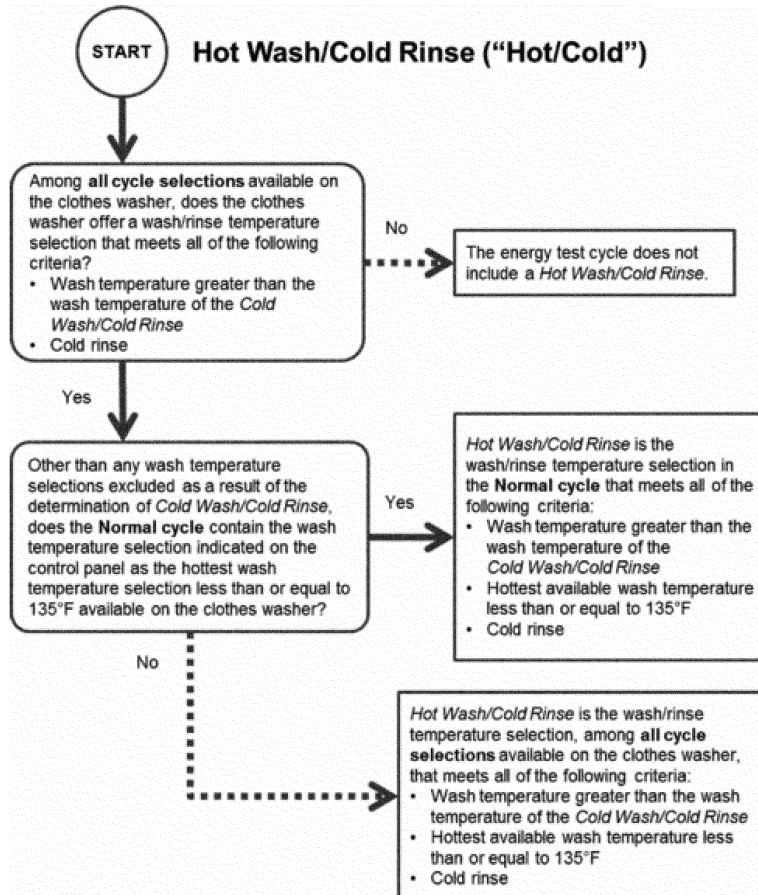 START
Hot Wash/Cold Rinse (“Hot/Cold”)
Among all cycle selections available on
the clothes washer, does the clothes
washer offer a wash/rinse temperature
selection that meets all of the following
criteria?
• Wash temperature greater than the
wash temperature of the Cold
Wash/Cold Rinse
• Cold rinse
No
The energy test cycle does not
include a Hot Wash/Cold Rinse.
Yes
Other than any wash temperature
selections excluded as a result of the
determination of Cold Wash/Cold Rinse,
does the Normal cycle contain the wash
temperature selection indicated on the
control panel as the hottest wash
temperature selection less than or equal to
135°F available on the clothes washer?
Yes
Hot Wash/Cold Rinse is the
wash/rinse temperature selection in
the Normal cycle that meets all of the
following criteria:
• Wash temperature greater than the
wash temperature of the
Cold Wash/Cold Rinse
• Hottest available wash temperature
less than or equal to 135°F
• Cold rinse
No
Hot Wash/Cold Rinse is the wash/rinse
temperature selection, among all cycle
selections available on the clothes washer,
that meets all of the following criteria:
• Wash temperature greater than the wash
temperature of the Cold Wash/Cold Rinse
• Hottest available wash temperature less
than or equal to 135°F
• Cold rinse